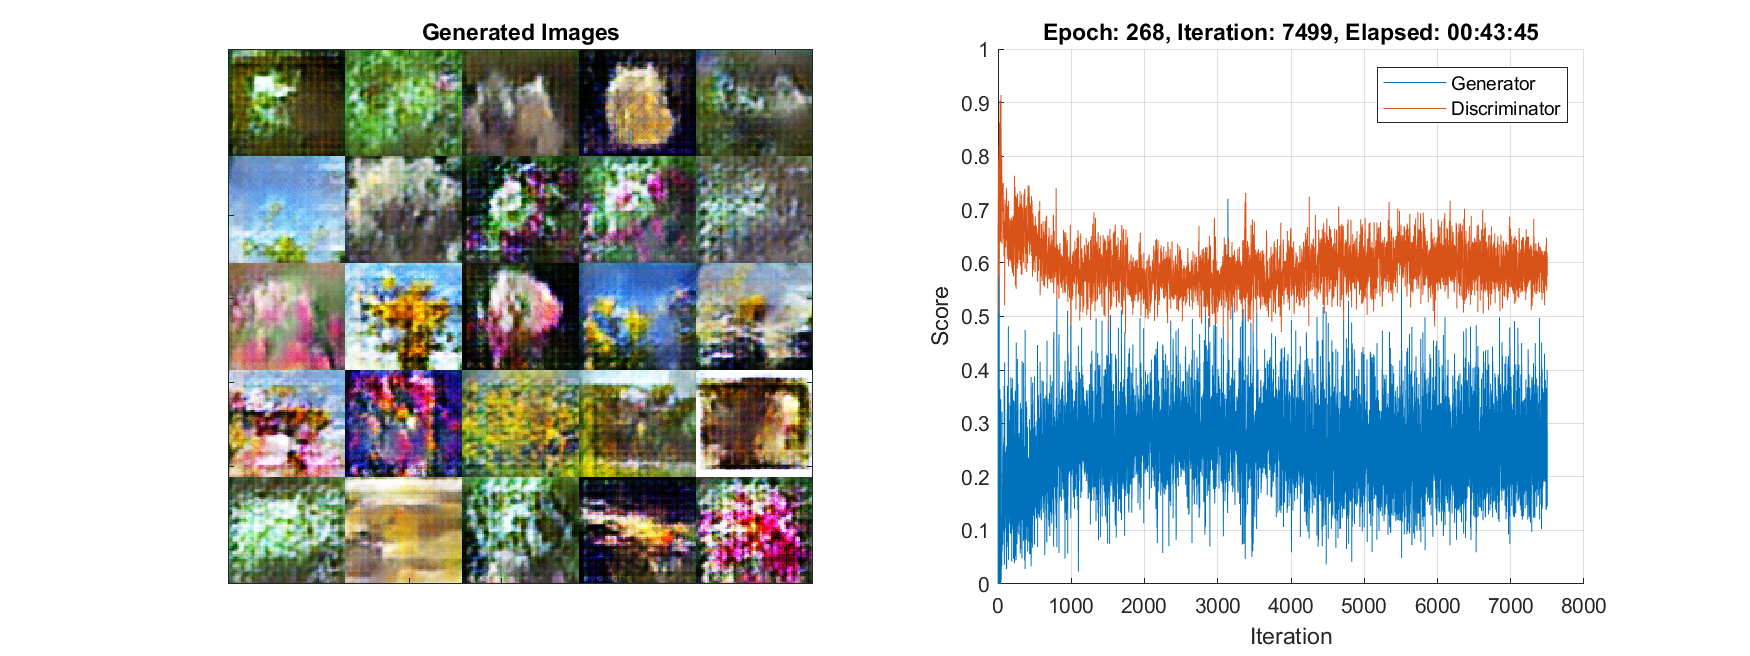 Generated Images
Epoch: 268, Iteration: 7499, Elapsed: 00:43:45
Generator
Discriminator
Score
1
0.9
0.8
0.7
0.6
0.5
0.4
0.3
0.2
0.1
0
0 1000 2000 3000 4000 5000 6000 7000 8000
Iteration